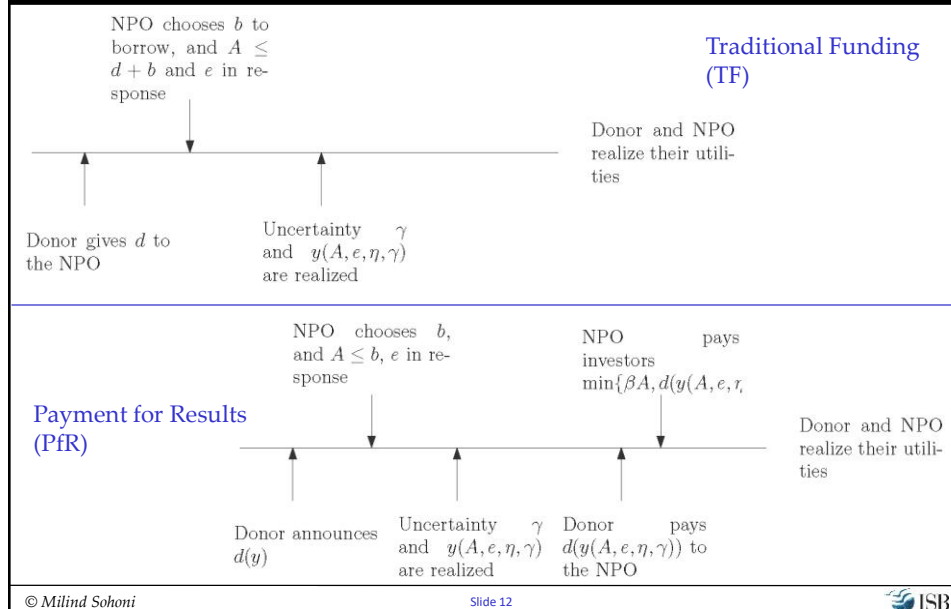 NPO chooses b to
borrow, and A ≤
d + b and e in re-
sponse
Traditional Funding
(TF)
Donor and NPO
realize their utili-
ties
Donor gives d to
the NPO
Uncertainty γ
and y(A, e, η, γ)
are realized
NPO chooses b,
and A ≤ b, e in re-
sponse
NPO pays
investors
min{βA, d(y(A, e, η
Payment for Results
(PfR)
Donor and NPO
realize their utili-
ties
Donor announces
d(y)
Uncertainty γ
and y(A, e, η, γ)
are realized
Donor pays
d(y(A, e, η, γ)) to
the NPO
© Milind Sohoni
Slide 12
ISB